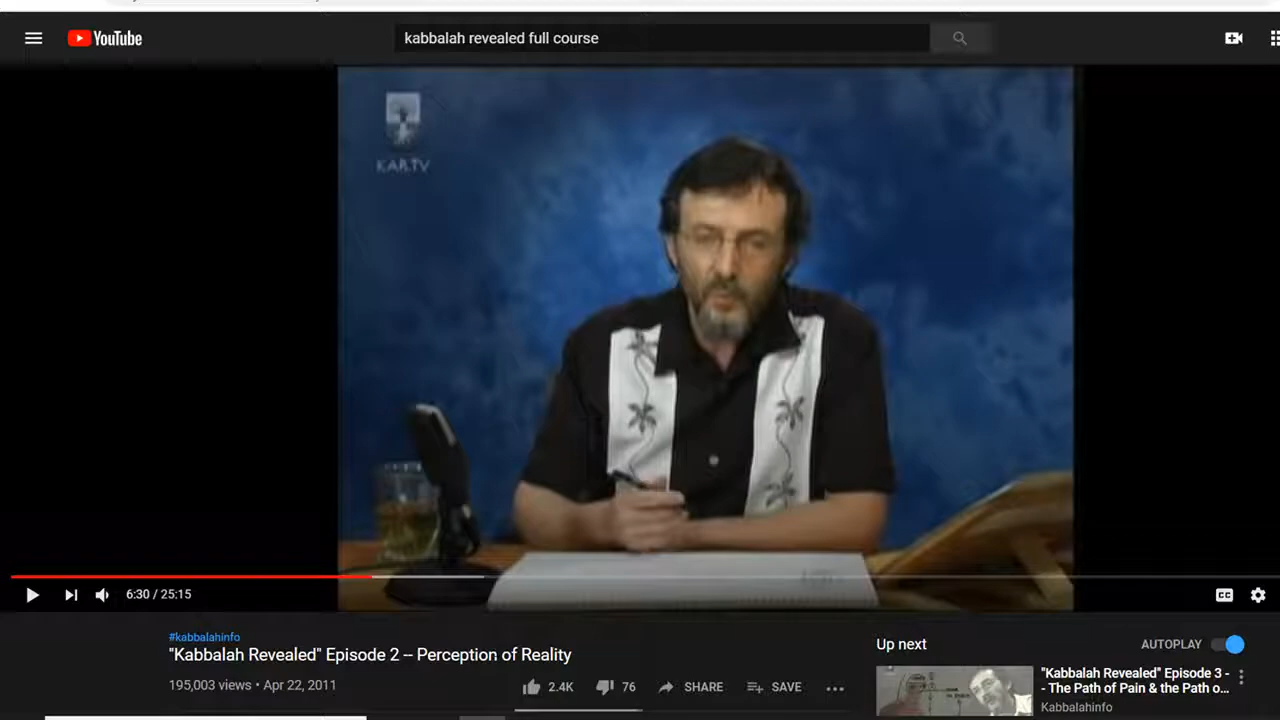 YouTube
kabbalah revealed full course
KAB.TV
6:30 / 25:15
CC
#kabbalahinfo
"Kabbalah Revealed" Episode 2 -- Perception of Reality
195,003 views • Apr 22, 2011
2.4K
76
SHARE
SAVE
Up next
AUTOPLAY
"Kabbalah Revealed" Episode 3 -
- The Path of Pain & the Path o...
Kabbalahinfo